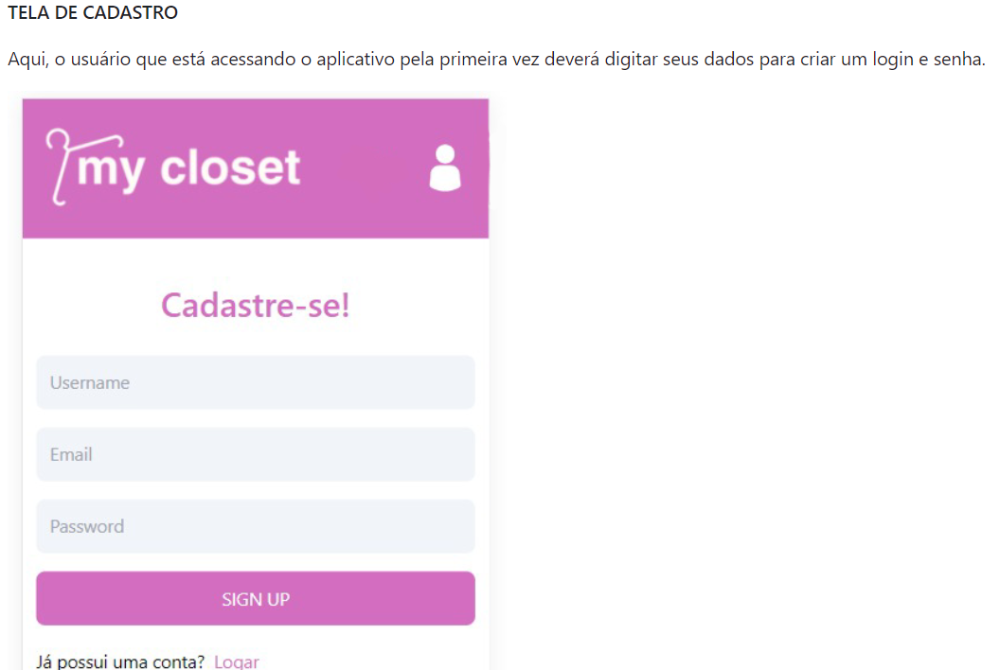 TELA DE CADASTRO
Aqui, o usuário que está acessando o aplicativo pela primeira vez deverá digitar seus dados para criar um login e senha.
my closet
Cadastre-se!
Username
Email
Password
SIGN UP
Já possui uma conta? Logar